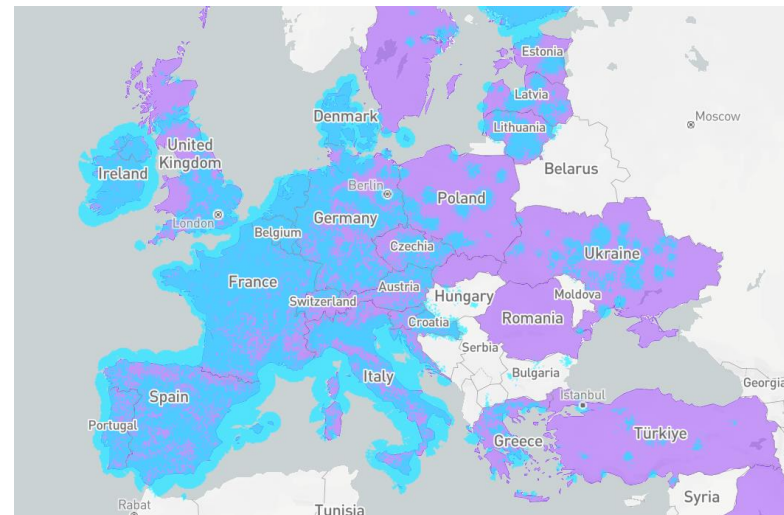 Estonia
Latvia
Moscow
Denmark
Lithuania
United
Kingdom
Ireland
Belarus
Berlin
Poland
London
Germany
Belgium
Czechia
Ukraine
France
Austria
Moldova
Hungary
Switzerland
Croatia
Romania
Serbia
Italy
Bulgaria
Georgia
Spain
Istanbul
Portugal
Greece
Türkiye
Syria
Rabat
Tunisia